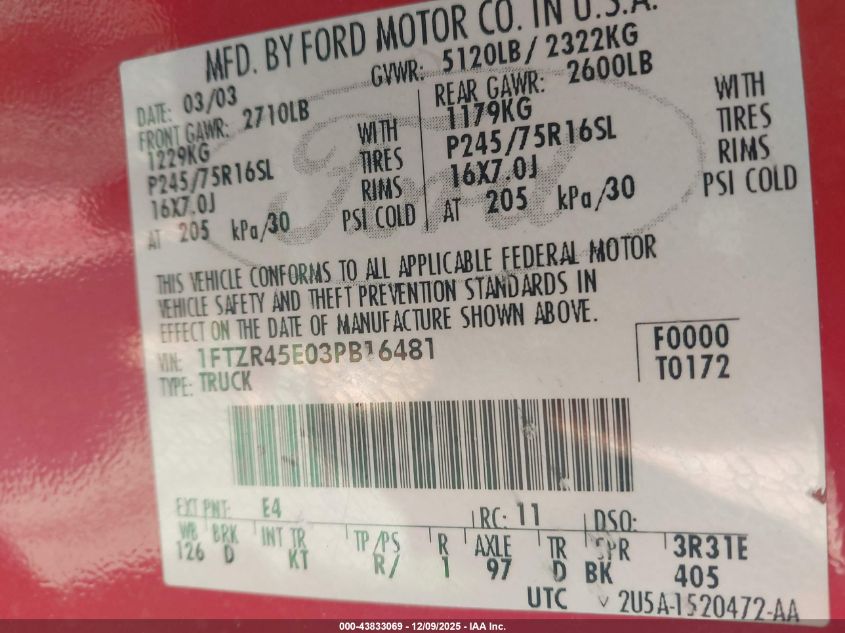 MFD. BY FORD MOTOR CO. IN U.S.A.
DATE: 03/03 GVWR: 5120LB / 2322KG
FRONT GAWR: 2710LB REAR GAWR: 2600LB
1229KG WITH 1179KG WITH
P245/75R16SL TIRES P245/75R16SL TIRES
16X7.0J RIMS 16X7.0J RIMS
AT 205 kPa/30 PSI COLD AT 205 kPa/30 PSI COLD
Ford
THIS VEHICLE CONFORMS TO ALL APPLICABLE FEDERAL MOTOR
VEHICLE SAFETY AND THEFT PREVENTION STANDARDS IN
EFFECT ON THE DATE OF MANUFACTURE SHOWN ABOVE.
VIN: 1FTZR45E03PB16481 F0000
TYPE: TRUCK T0172
EXT PNT: E4 RC: 11 DSO:
WB BRK INT TR TP/PS R AXLE TR SPR 3R31E
126 D KT R/ 1 97 D BK 405
UTC 2U5A-1520472-AA
000-43833069 - 12/09/2025 - IAA Inc.